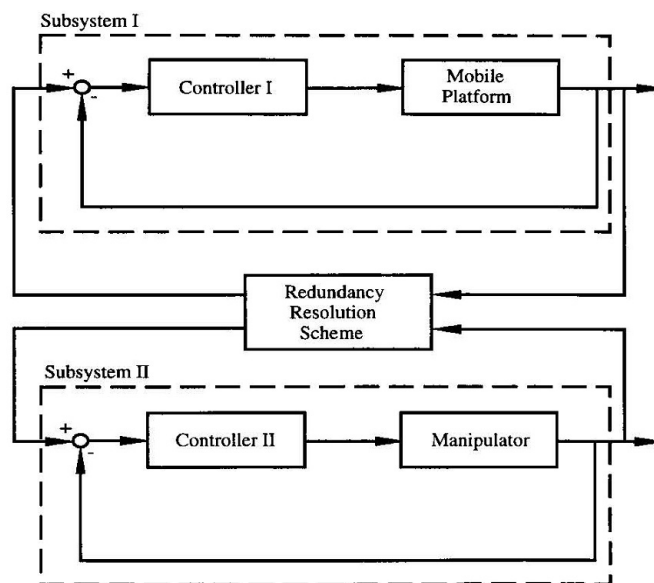 Subsystem I
+
-
Controller I
Mobile
Platform
Redundancy
Resolution
Scheme
Subsystem II
+
-
Controller II
Manipulator